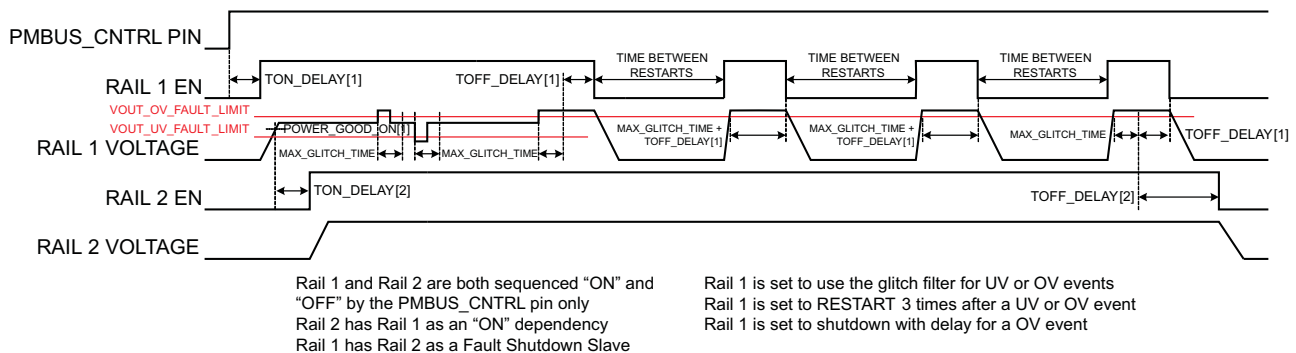 PMBUS_CNTRL PIN
RAIL 1 EN
TON_DELAY[1]
TOFF_DELAY[1]
TIME BETWEEN
RESTARTS
TIME BETWEEN
RESTARTS
TIME BETWEEN
RESTARTS
VOUT_OV_FAULT_LIMIT
VOUT_UV_FAULT_LIMIT
POWER_GOOD_ON[1]
RAIL 1 VOLTAGE
MAX_GLITCH_TIME
MAX_GLITCH_TIME
MAX_GLITCH_TIME +
TOFF_DELAY[1]
MAX_GLITCH_TIME +
TOFF_DELAY[1]
MAX_GLITCH_TIME
TOFF_DELAY[1]
RAIL 2 EN
TON_DELAY[2]
TOFF_DELAY[2]
RAIL 2 VOLTAGE
Rail 1 and Rail 2 are both sequenced “ON” and
“OFF” by the PMBUS_CNTRL pin only
Rail 2 has Rail 1 as an “ON” dependency
Rail 1 has Rail 2 as a Fault Shutdown Slave
Rail 1 is set to use the glitch filter for UV or OV events
Rail 1 is set to RESTART 3 times after a UV or OV event
Rail 1 is set to shutdown with delay for a OV event